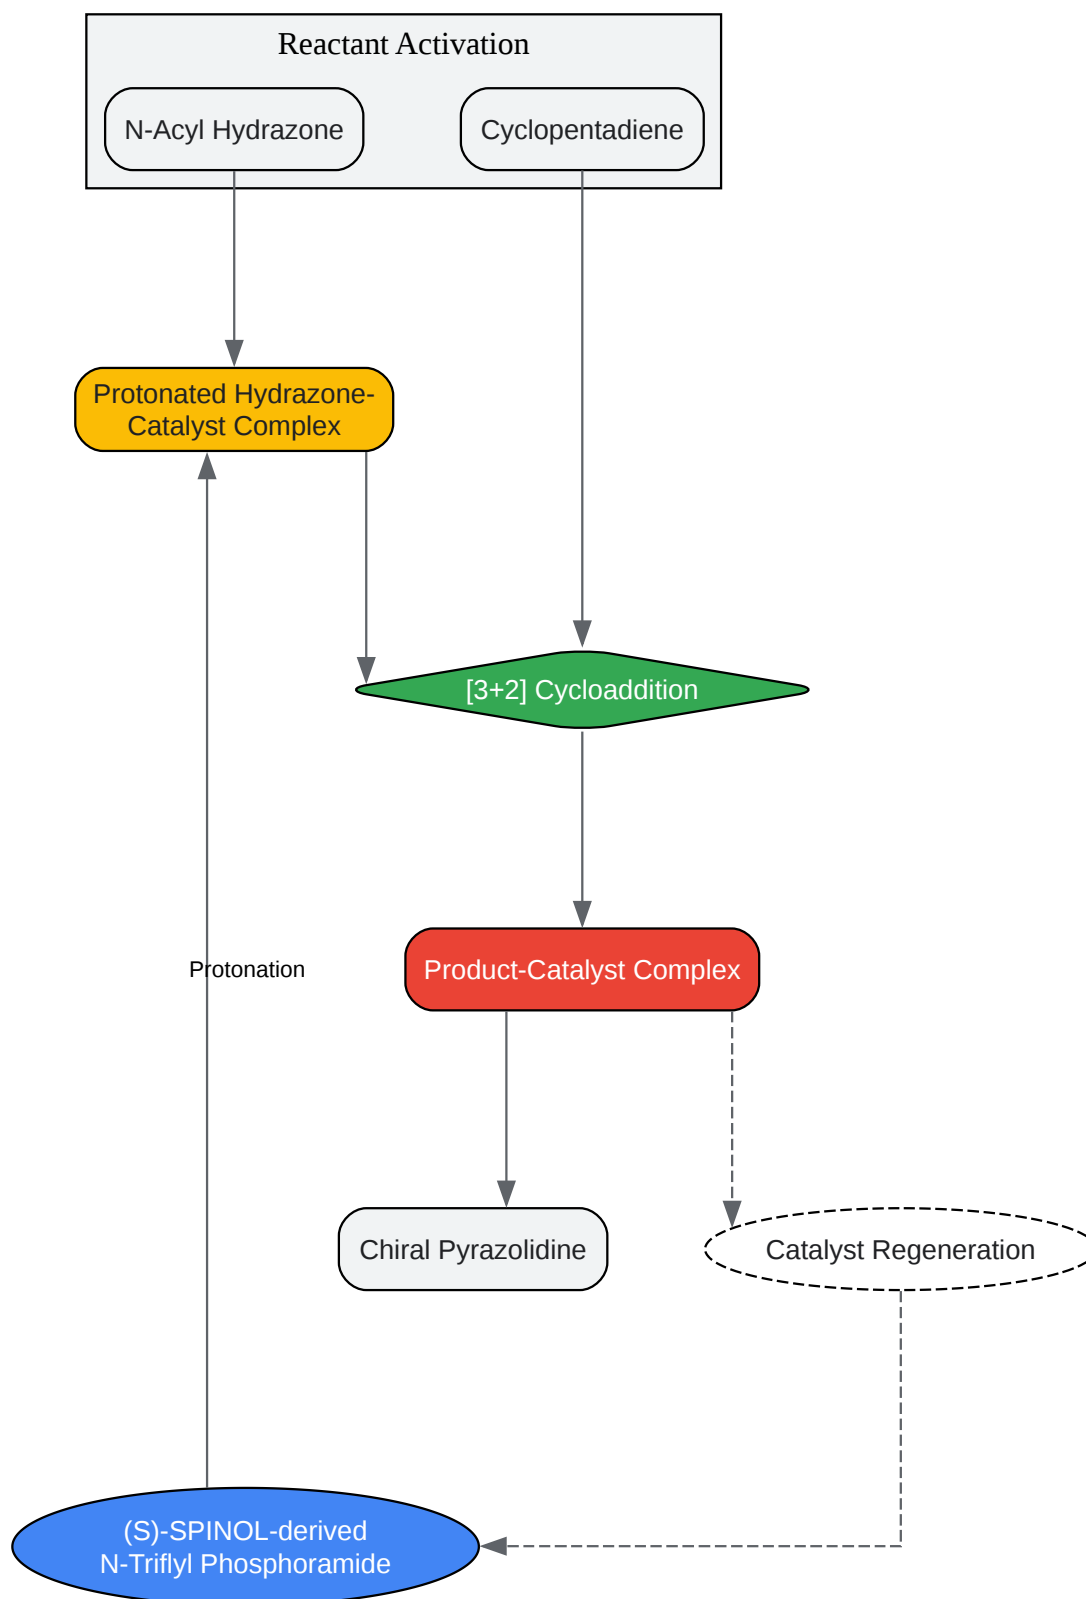 Reactant Activation
N-Acyl Hydrazone
Cyclopentadiene
Protonated Hydrazone-
Catalyst Complex
[3+2] Cycloaddition
Protonation
Product-Catalyst Complex
Chiral Pyrazolidine
Catalyst Regeneration
(S)-SPINOL-derived
N-Triflyl Phosphoramide